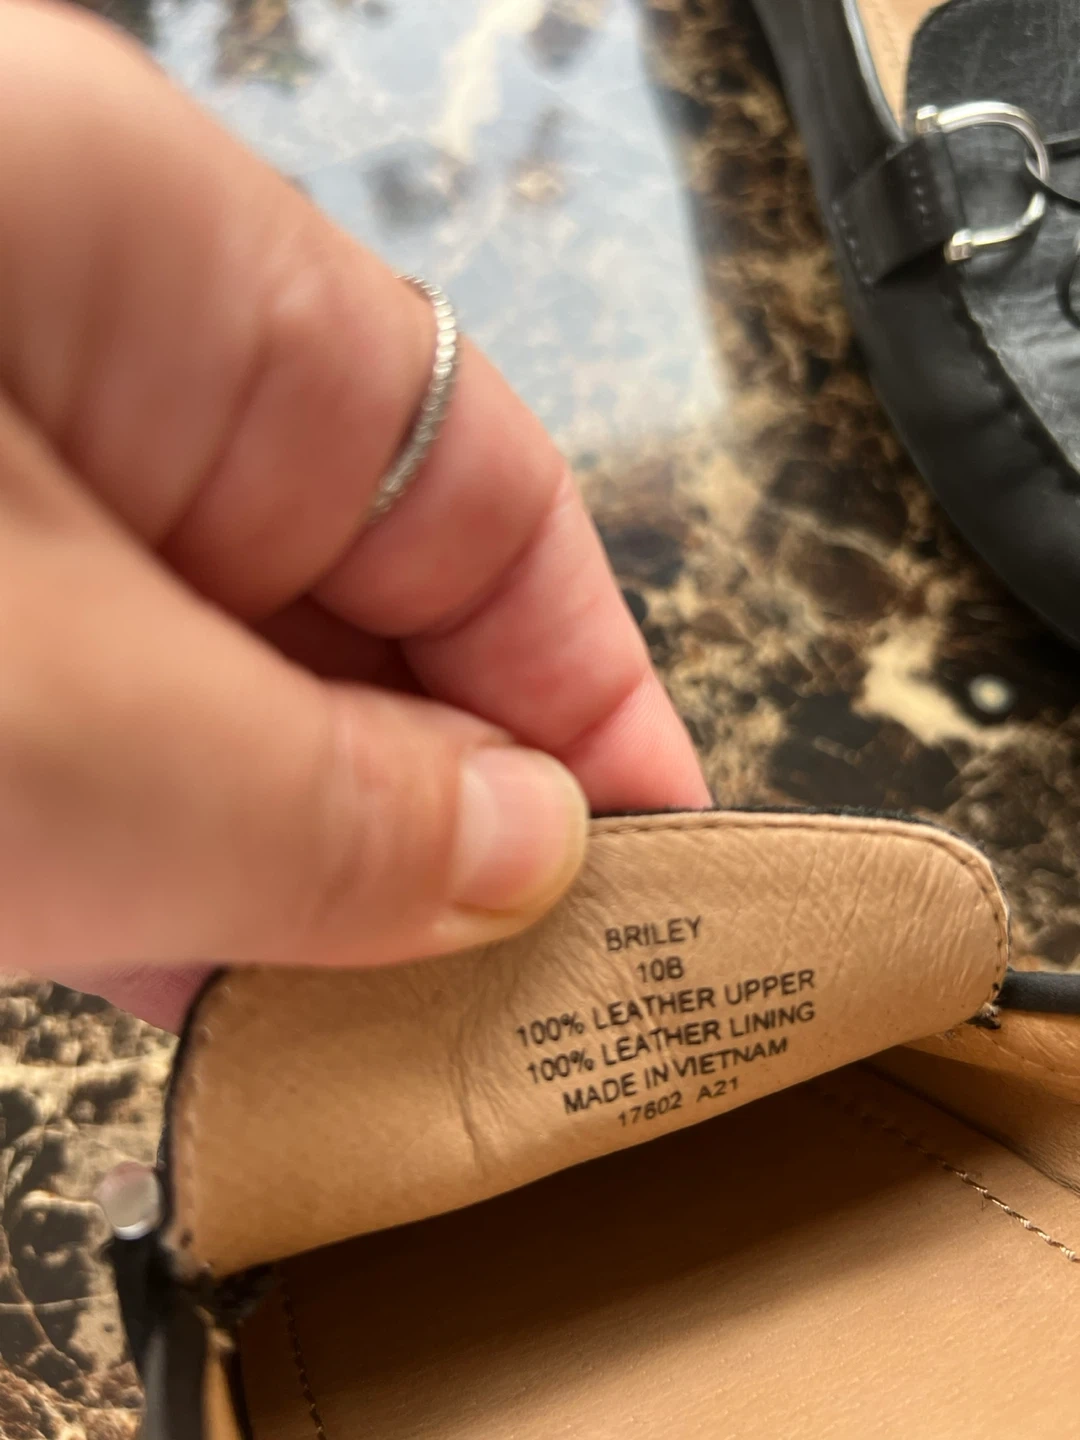 BRILEY
10B
100% LEATHER UPPER
100% LEATHER LINING
MADE IN VIETNAM
17602 A21